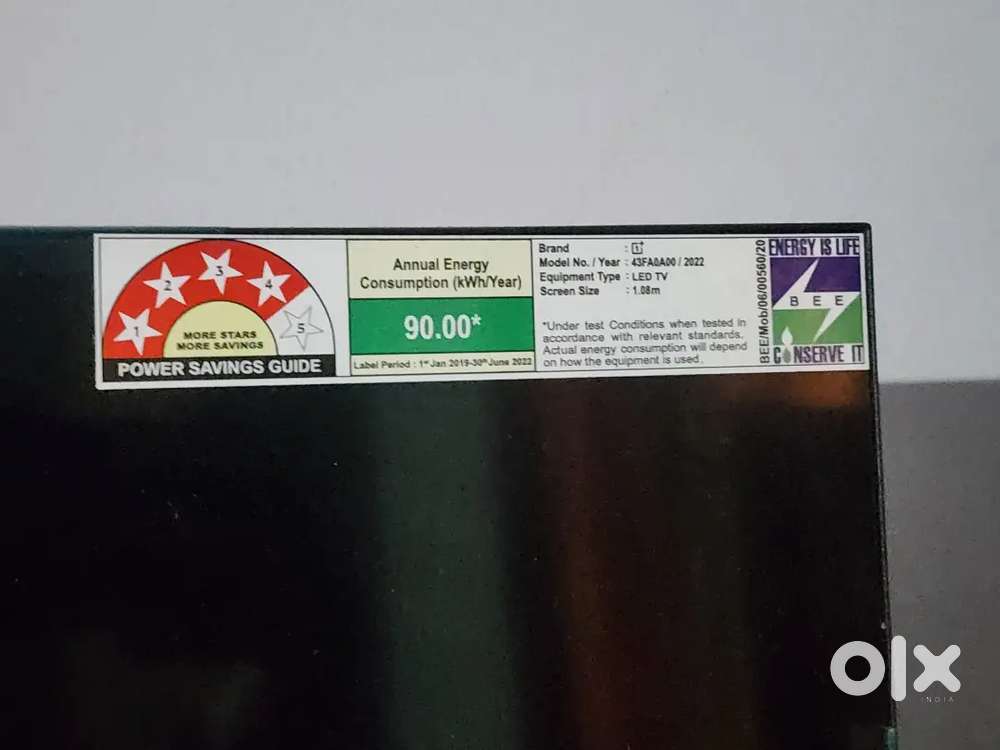 1
2
3
4
5
MORE STARS
MORE SAVINGS
POWER SAVINGS GUIDE
Annual Energy
Consumption (kWh/Year)
90.00*
Label Period : 1st Jan 2019-30th June 2022
Brand : 1+
Model No. / Year : 43FA0A00 / 2022
Equipment Type : LED TV
Screen Size : 1.08m
*Under test Conditions when tested in
accordance with relevant standards.
Actual energy consumption will depend
on how the equipment is used.
BEE/Mob/06/00560/20
ENERGY IS LIFE
BEE
CONSERVE IT
olx
INDIA